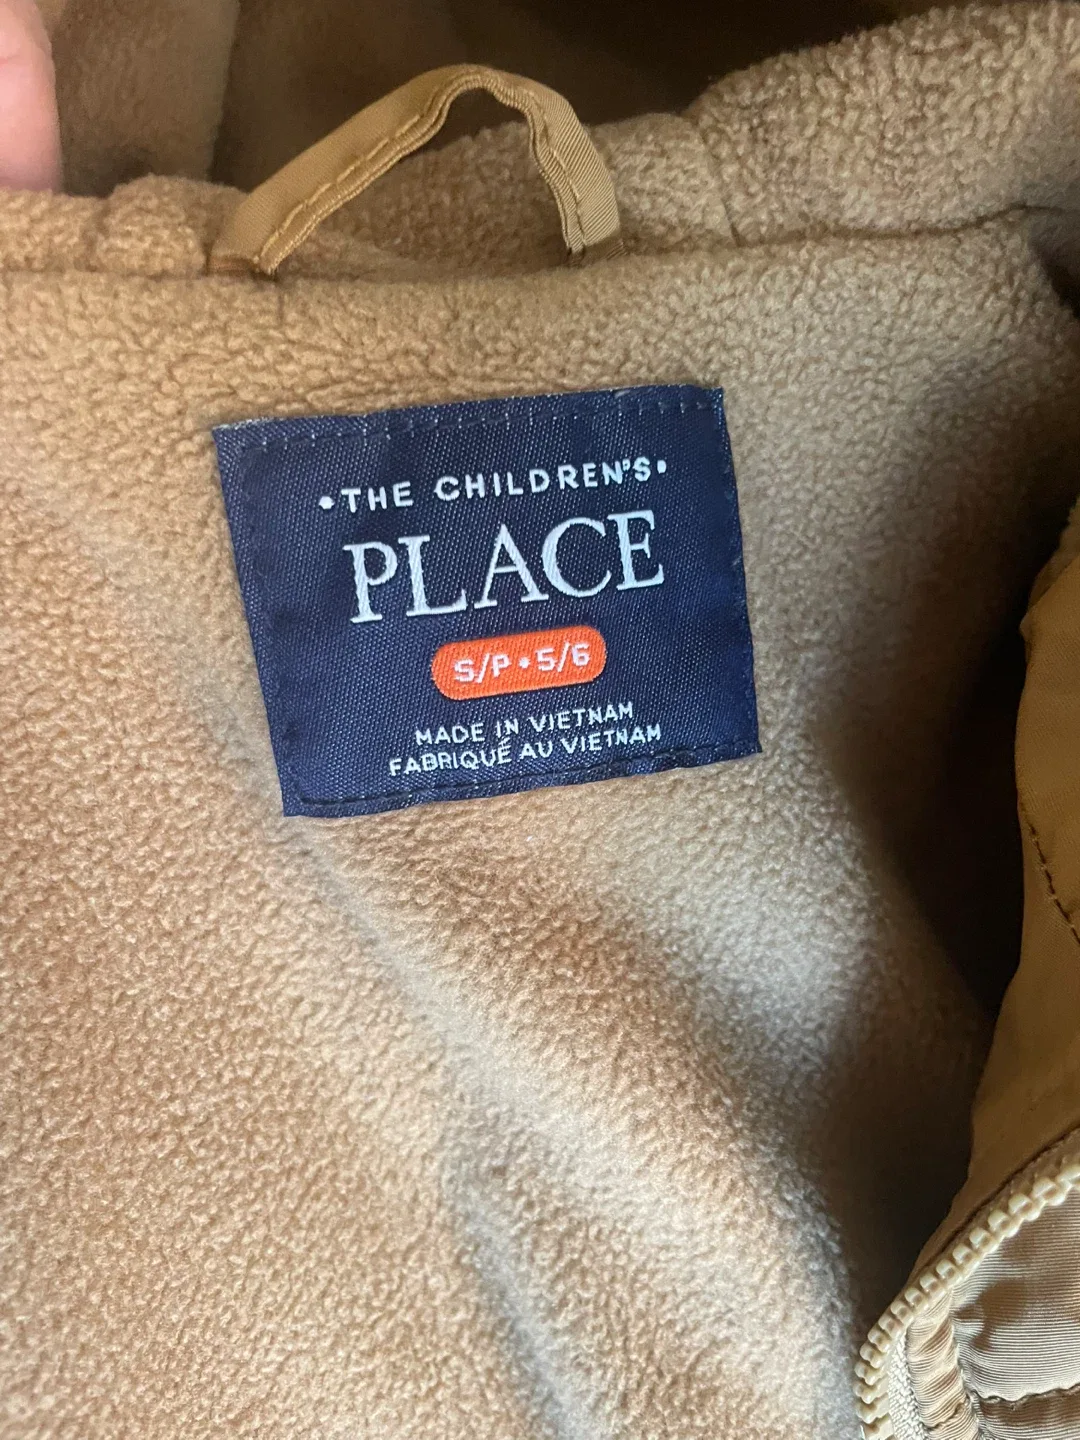 •THE CHILDREN'S•
PLACE
S/P • 5/6
MADE IN VIETNAM
FABRIQUÉ AU VIETNAM